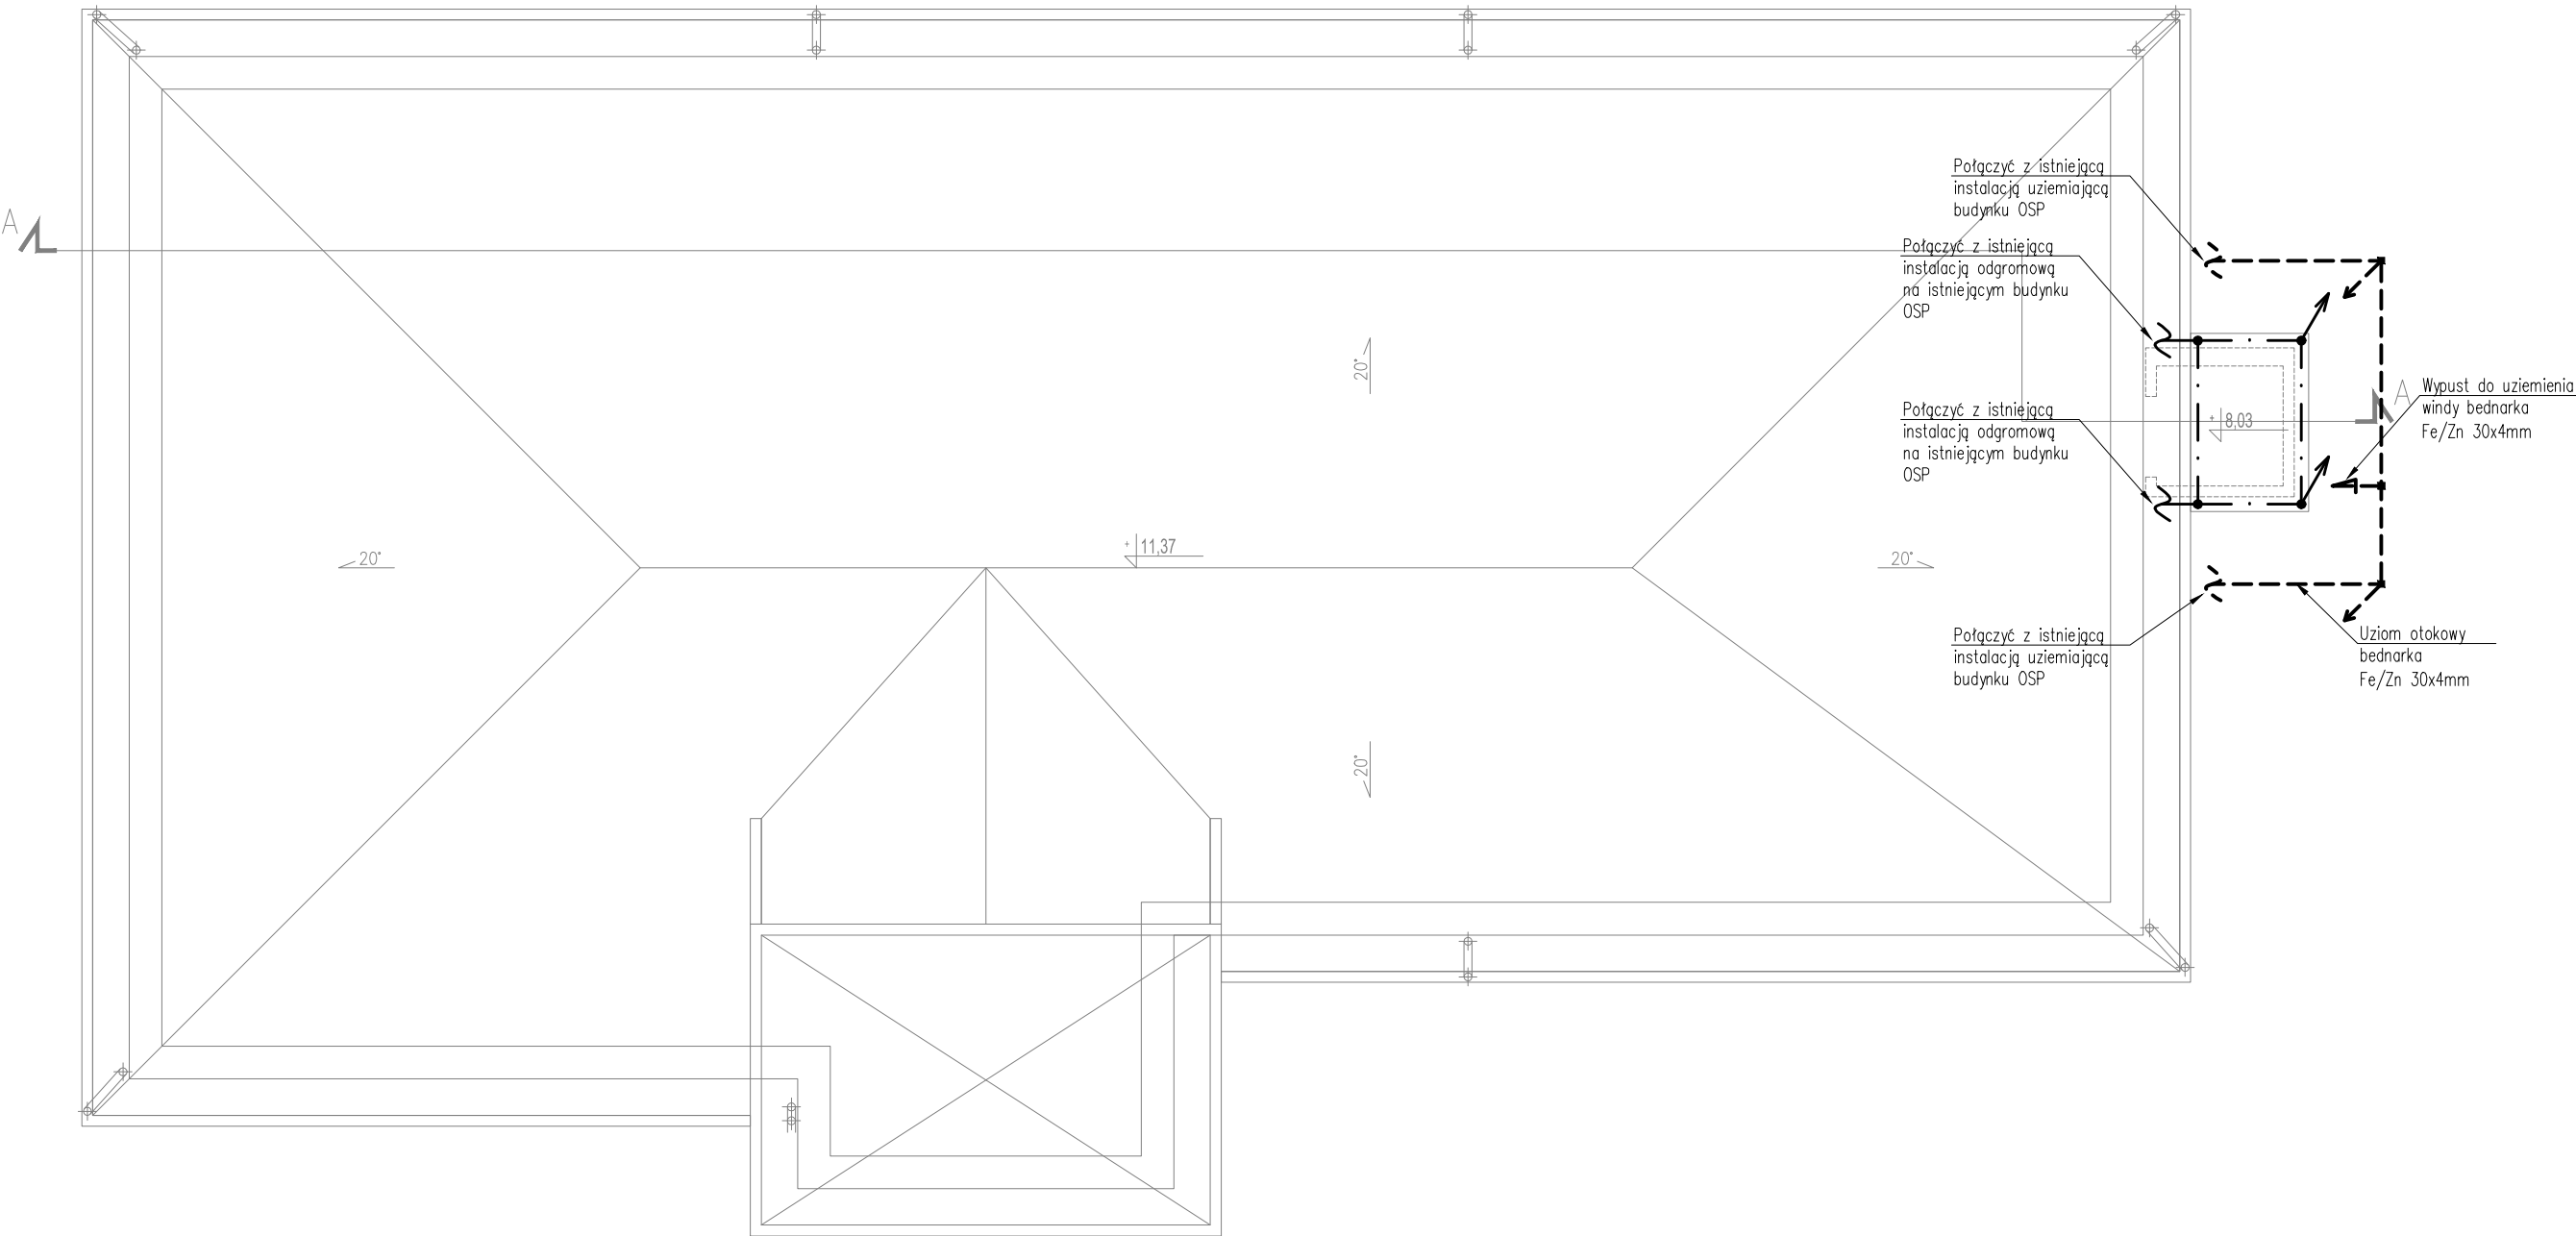 Połączyć z istniejącą
instalacją uziemiającą
budynku OSP
A
Połączyć z istniejącą
instalacją odgromową
na istniejącym budynku
OSP
20°
A
Wypust do uziemienia
windy bednarka
Fe/Zn 30x4mm
Połączyć z istniejącą
instalacją odgromową
na istniejącym budynku
OSP
+ 8,03
+ 11,37
20°
20°
Połączyć z istniejącą
instalacją uziemiającą
budynku OSP
Uziom otokowy
bednarka
Fe/Zn 30x4mm
20°